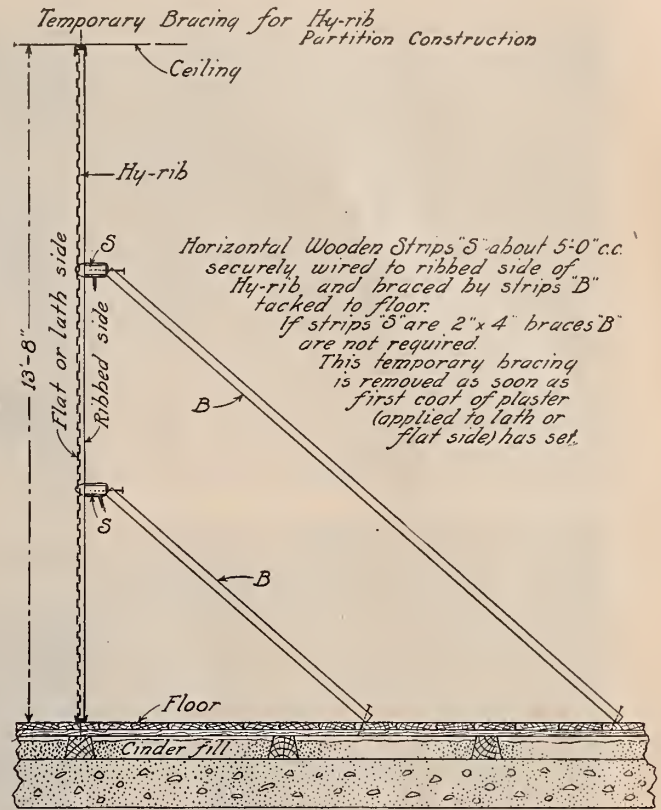 Temporary Bracing for Hy-rib
Partition Construction
Ceiling
Hy-rib
S
Horizontal Wooden Strips "S" about 5'-0" c.c.
securely wired to ribbed side of
Hy-rib and braced by strips "B"
tacked to floor.
If strips "S" are 2" x 4" braces "B"
are not required.
This temporary bracing
is removed as soon as
first coat of plaster
(applied to lath or
flat side) has set.
13'-8"
Flat or lath side
Ribbed side
B
S
B
Floor
Cinder fill